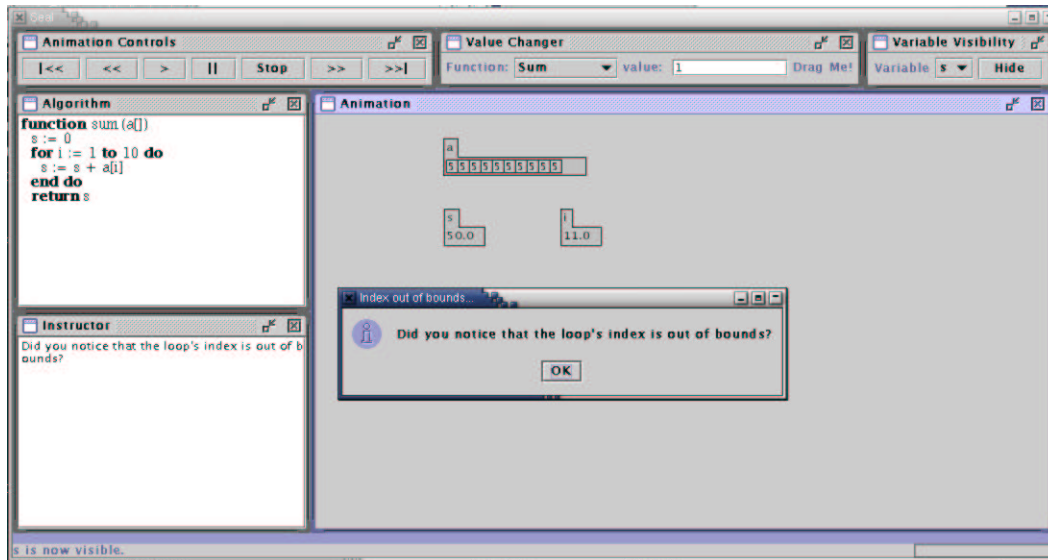 Animation Controls
|<<
<<
>
||
Stop
>>
>>|
Value Changer
Function: Sum value: 1 Drag Me!
Variable Visibility
Variable s Hide
Algorithm
function sum (a[])
s := 0
for i := 1 to 10 do
s := s + a[i]
end do
return s
Animation
a
5 5 5 5 5 5 5 5 5 5
s
50.0
i
11.0
Index out of bounds...
Did you notice that the loop's index is out of bounds?
OK
Instructor
Did you notice that the loop's index is out of b
ounds?
s is now visible.